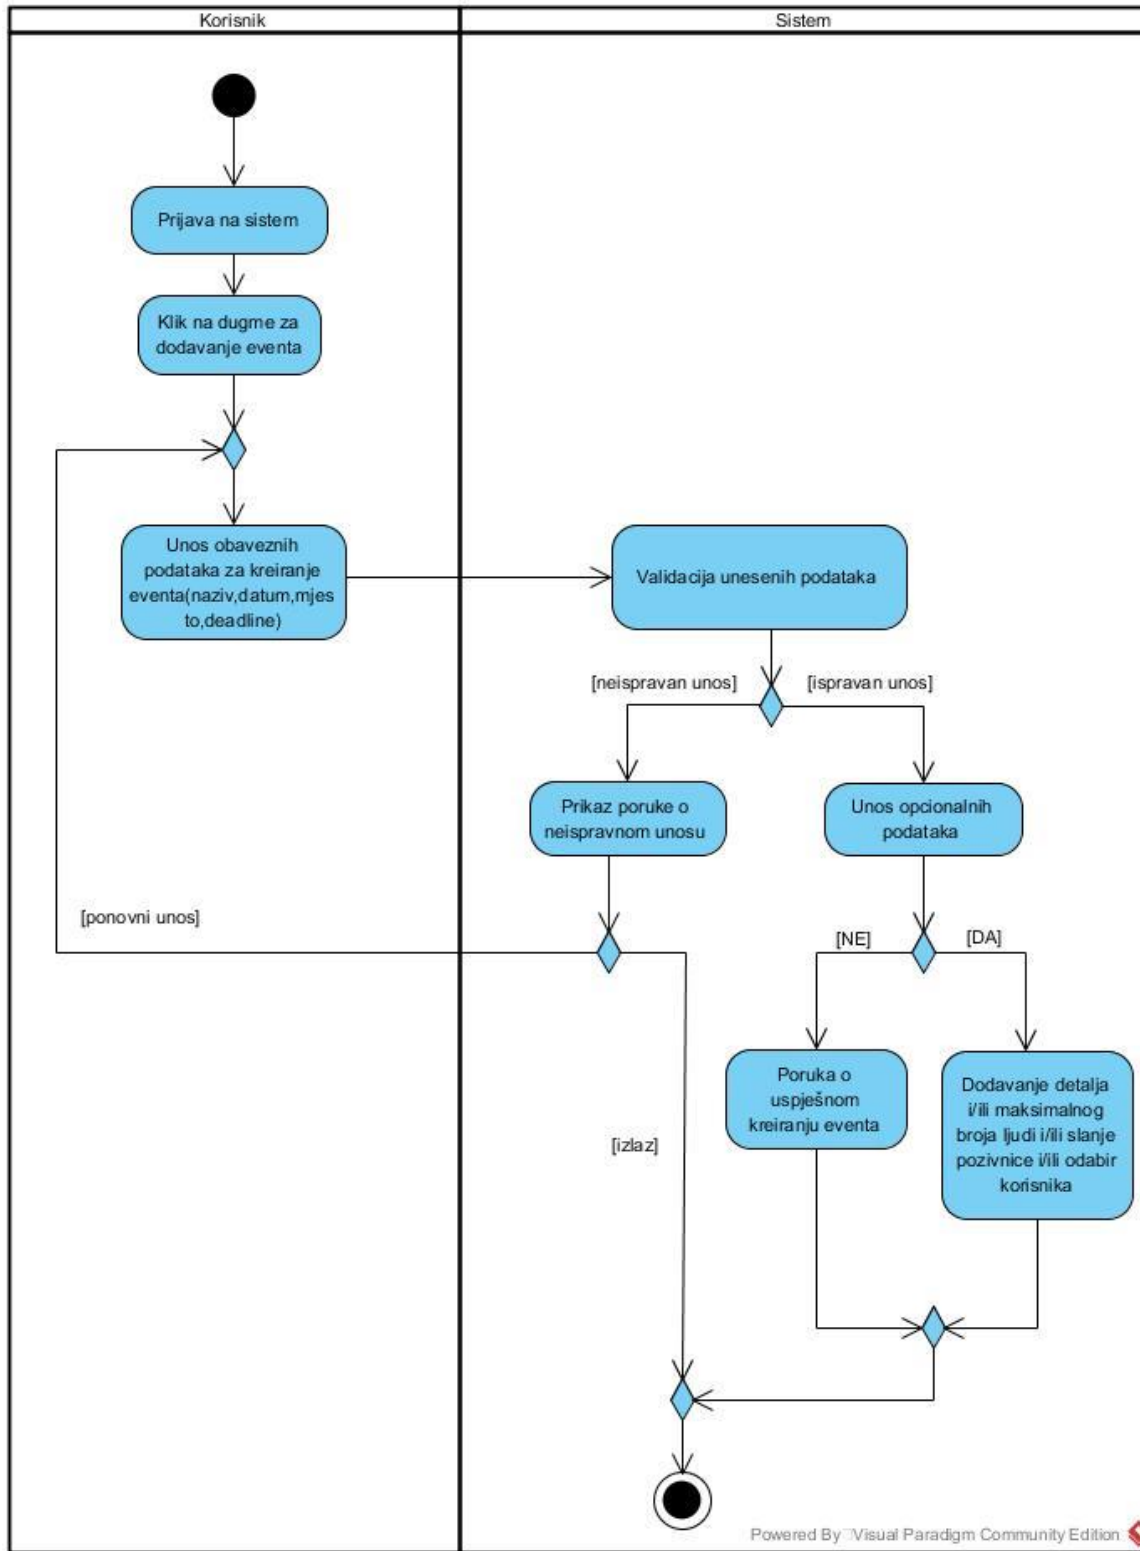 Korisnik
Sistem
Prijava na sistem
Klik na dugme za
dodavanje eventa
Unos obaveznih
podataka za kreiranje
eventa(naziv,datum,mjes
to,deadline)
Validacija unesenih podataka
[neispravan unos]
[ispravan unos]
Prikaz poruke o
neispravnom unosu
Unos opcionalnih
podataka
[ponovni unos]
[NE]
[DA]
Poruka o
uspješnom
kreiranju eventa
Dodavanje detalja
i/ili maksimalnog
broja ljudi i/ili slanje
pozivnice i/ili odabir
korisnika
[izlaz]
Powered By Visual Paradigm Community Edition